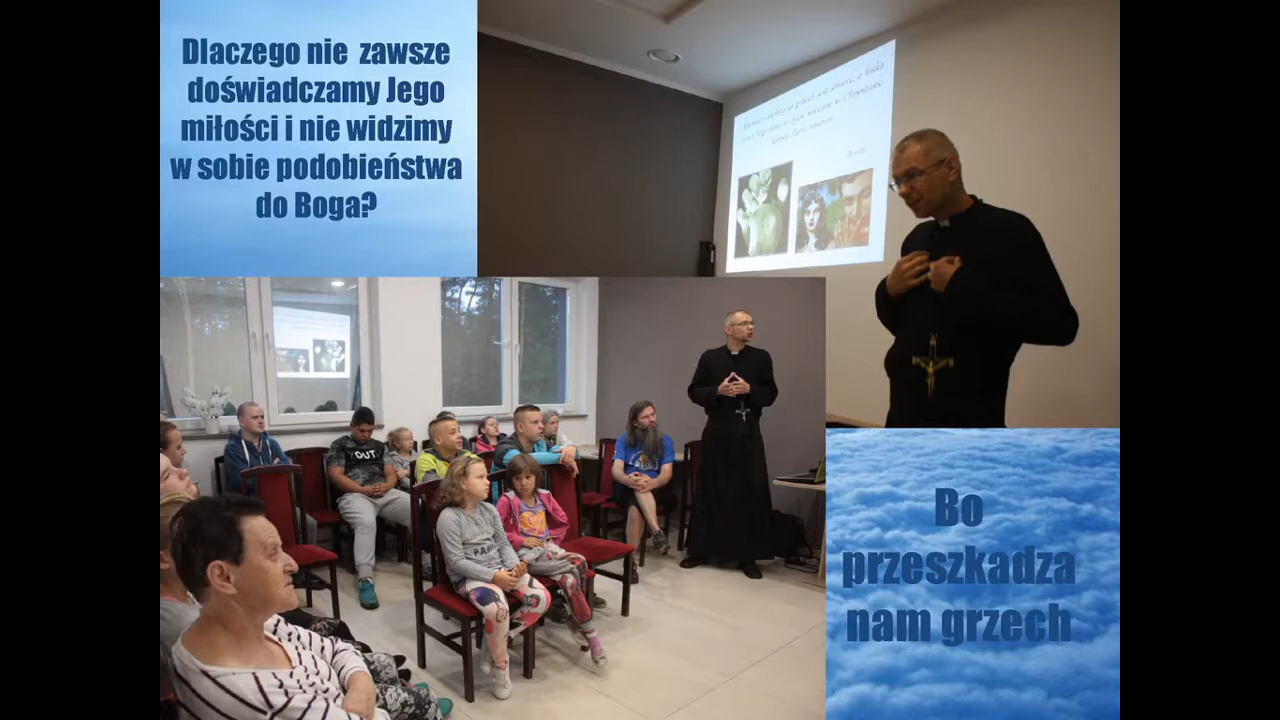 Dlaczego nie zawsze
doświadczamy Jego
miłości i nie widzimy
w sobie podobieństwa
do Boga?
OUT
Bo
przeszkadza
nam grzech